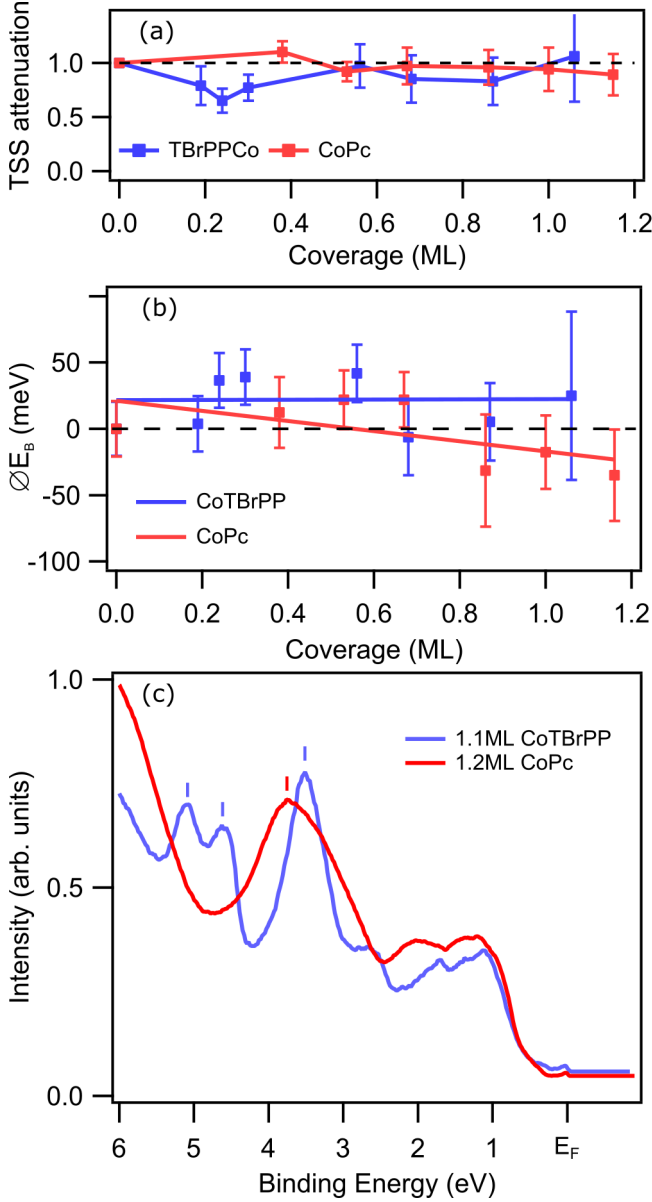 (a)
TSS attenuation
1.0
0.5
0.0
TBrPPCo
CoPc
0.0 0.2 0.4 0.6 0.8 1.0 1.2
Coverage (ML)
(b)
∅E_B (meV)
50
0
-50
-100
CoTBrPP
CoPc
0.0 0.2 0.4 0.6 0.8 1.0 1.2
Coverage (ML)
(c)
Intensity (arb. units)
1.0
0.5
0.0
1.1ML CoTBrPP
1.2ML CoPc
6 5 4 3 2 1 E_F
Binding Energy (eV)